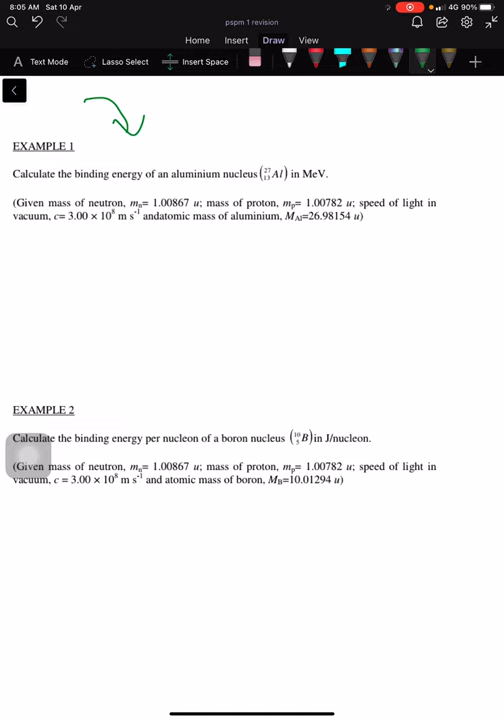 8:05 AM Sat 10 Apr
4G 90%
pspm 1 revision
Home Insert Draw View
A Text Mode Lasso Select Insert Space
EXAMPLE 1
Calculate the binding energy of an aluminium nucleus (²⁷₁₃Al) in MeV.
(Given mass of neutron, mₙ= 1.00867 u; mass of proton, mₚ= 1.00782 u; speed of light in
vacuum, c= 3.00 × 10⁸ m s⁻¹ andatomic mass of aluminium, M_Al=26.98154 u)
EXAMPLE 2
Calculate the binding energy per nucleon of a boron nucleus (¹⁰₅B)in J/nucleon.
(Given mass of neutron, mₙ= 1.00867 u; mass of proton, mₚ= 1.00782 u; speed of light in
vacuum, c = 3.00 × 10⁸ m s⁻¹ and atomic mass of boron, M_B=10.01294 u)